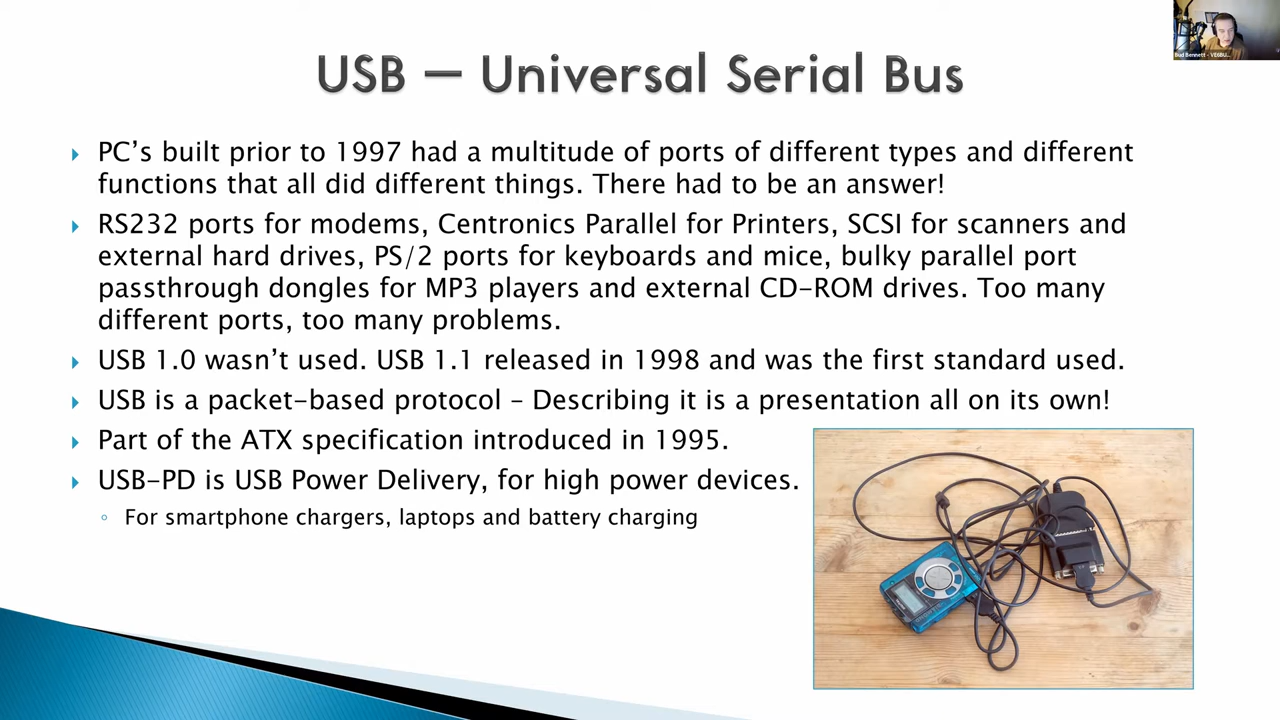 USB – Universal Serial Bus
PC's built prior to 1997 had a multitude of ports of different types and different
functions that all did different things. There had to be an answer!
RS232 ports for modems, Centronics Parallel for Printers, SCSI for scanners and
external hard drives, PS/2 ports for keyboards and mice, bulky parallel port
passthrough dongles for MP3 players and external CD-ROM drives. Too many
different ports, too many problems.
USB 1.0 wasn't used. USB 1.1 released in 1998 and was the first standard used.
USB is a packet-based protocol – Describing it is a presentation all on its own!
Part of the ATX specification introduced in 1995.
USB-PD is USB Power Delivery, for high power devices.
For smartphone chargers, laptops and battery charging
Bud Bennett -